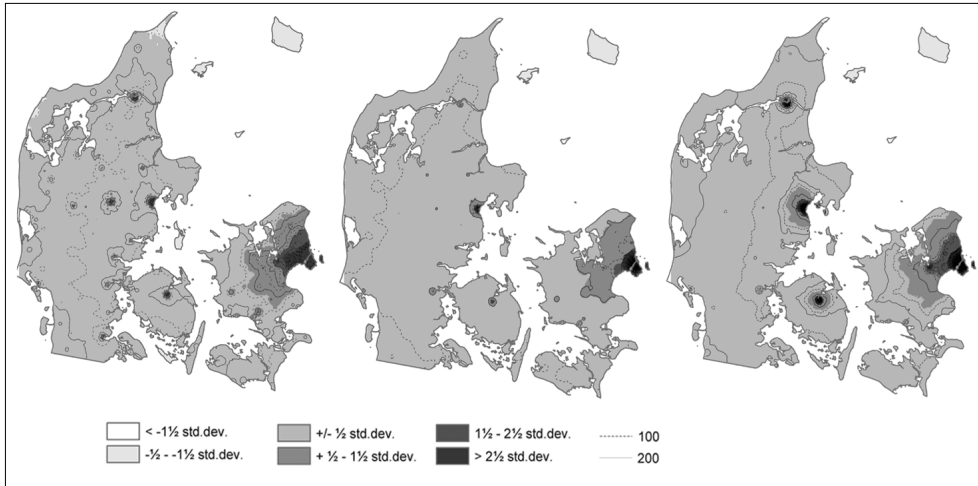 < -1½ std.dev.
-½ - -1½ std.dev.
+/- ½ std.dev.
+ ½ - 1½ std.dev.
1½ - 2½ std.dev.
> 2½ std.dev.
100
200